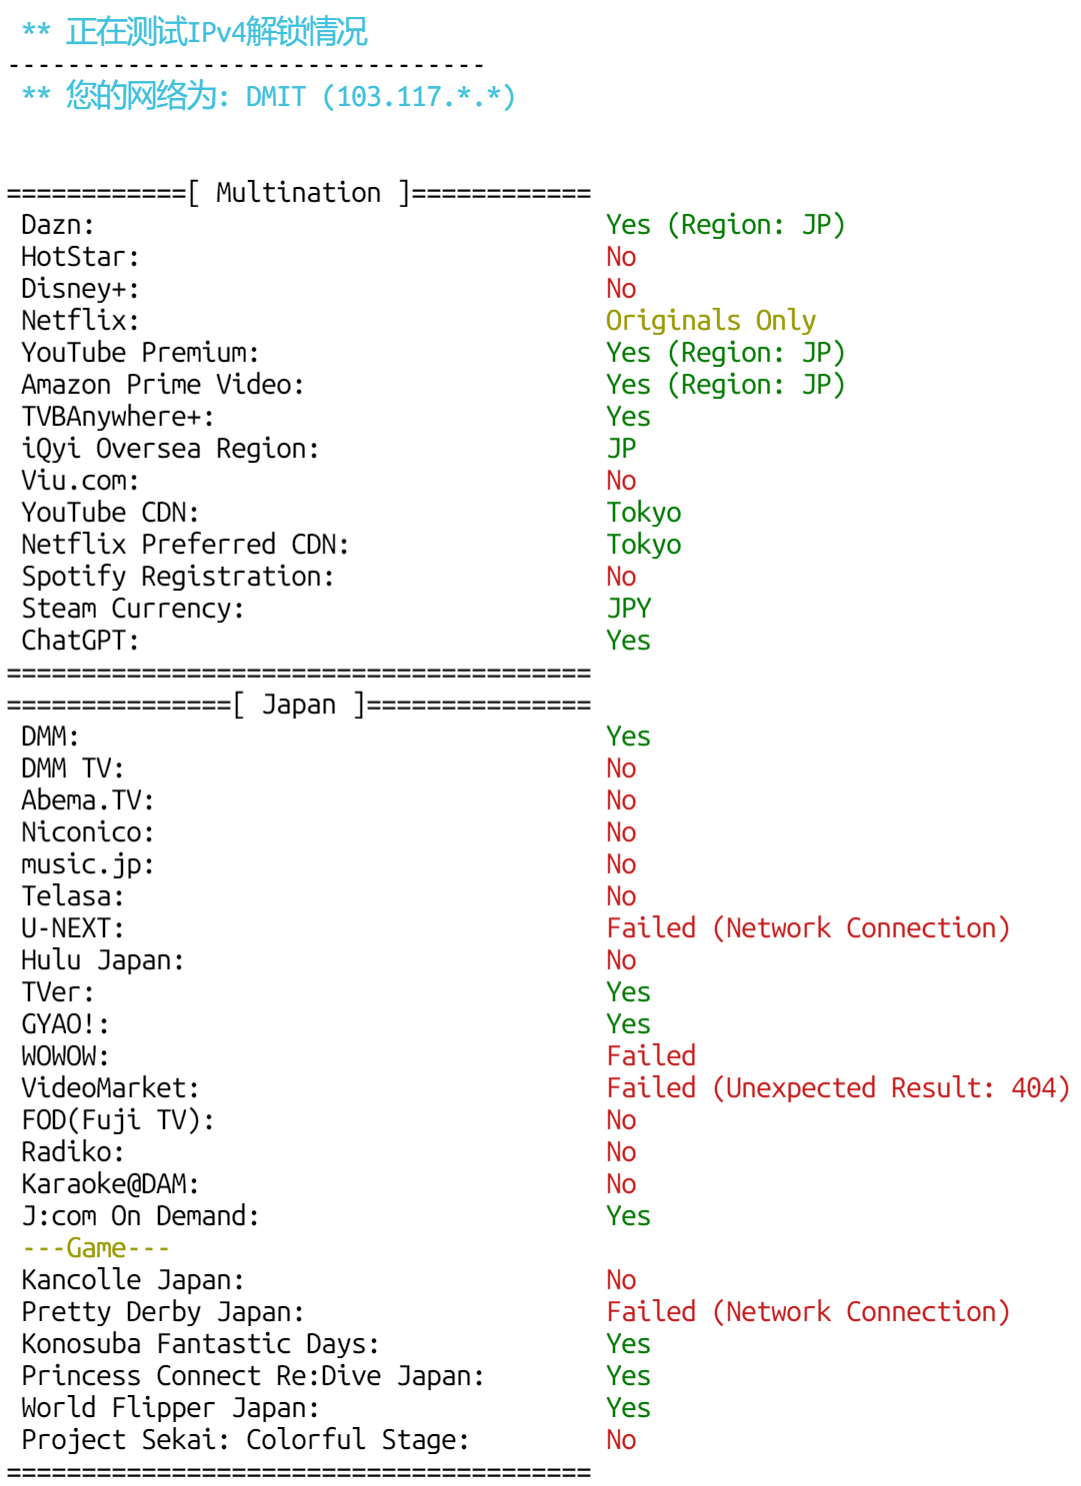 ** 正在测试IPv4解锁情况
--------------------------------
** 您的网络为: DMIT (103.117.*.*)
============[ Multination ]============
Dazn: Yes (Region: JP)
HotStar: No
Disney+: No
Netflix: Originals Only
YouTube Premium: Yes (Region: JP)
Amazon Prime Video: Yes (Region: JP)
TVBAnywhere+: Yes
iQyi Oversea Region: JP
Viu.com: No
YouTube CDN: Tokyo
Netflix Preferred CDN: Tokyo
Spotify Registration: No
Steam Currency: JPY
ChatGPT: Yes
=======================================
===============[ Japan ]===============
DMM: Yes
DMM TV: No
Abema.TV: No
Niconico: No
music.jp: No
Telasa: No
U-NEXT: Failed (Network Connection)
Hulu Japan: No
TVer: Yes
GYAO!: Yes
WOWOW: Failed
VideoMarket: Failed (Unexpected Result: 404)
FOD(Fuji TV): No
Radiko: No
Karaoke@DAM: No
J:com On Demand: Yes
---Game---
Kancolle Japan: No
Pretty Derby Japan: Failed (Network Connection)
Konosuba Fantastic Days: Yes
Princess Connect Re:Dive Japan: Yes
World Flipper Japan: Yes
Project Sekai: Colorful Stage: No
=======================================